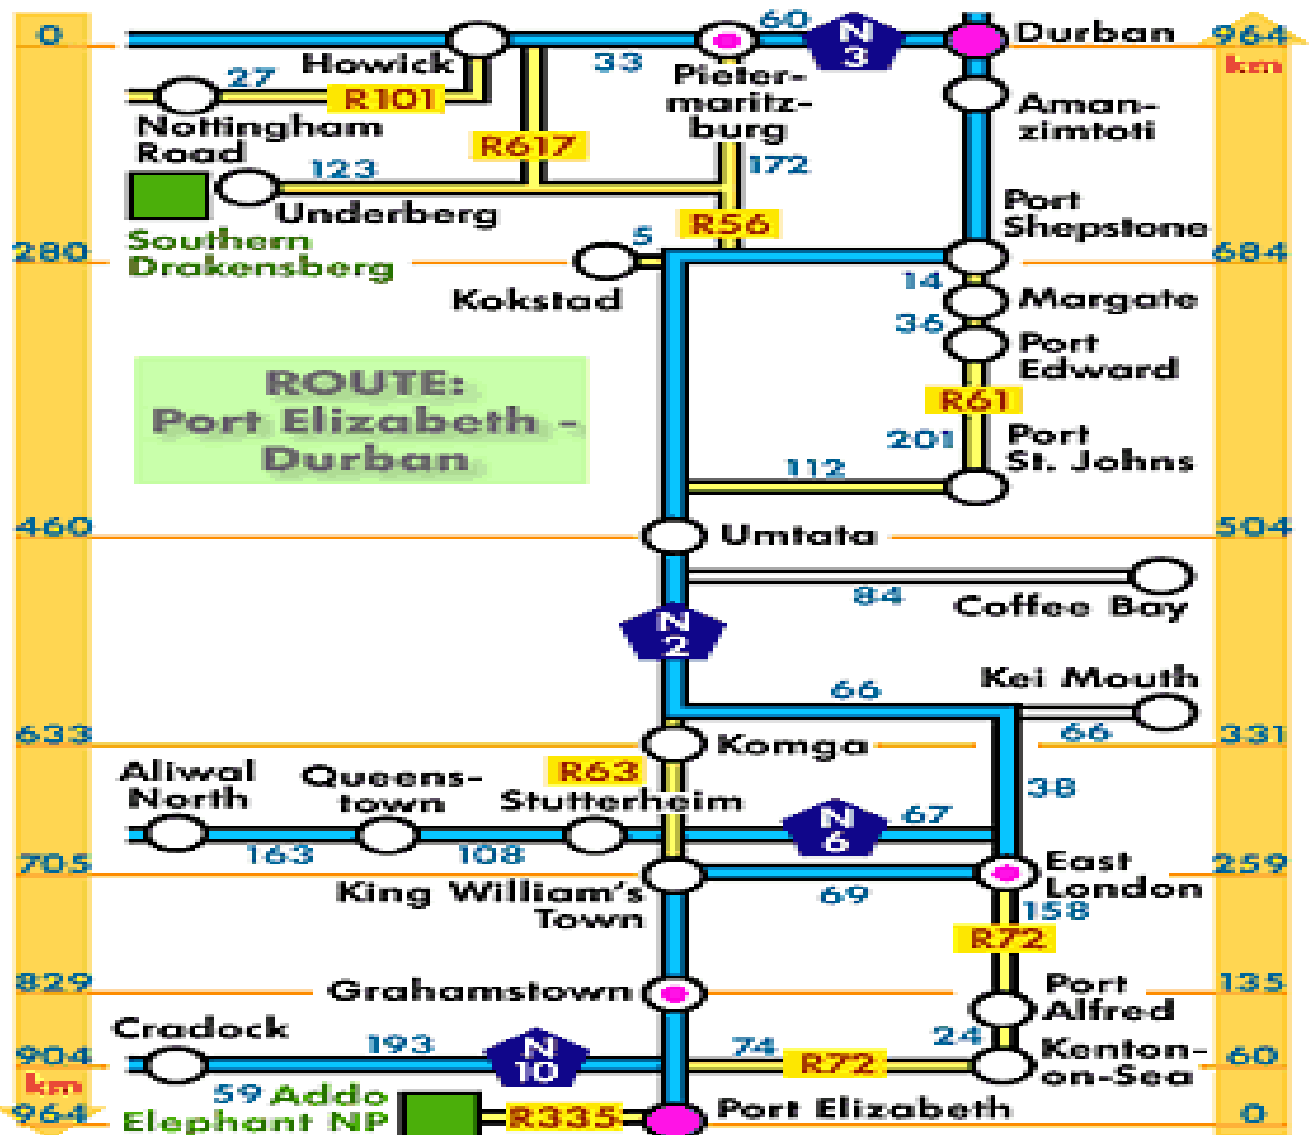 0
60
N
3
Durban
964
km
Howick
33
27
R101
Pieter-
maritz-
burg
Aman-
zimtoti
Nottingham
Road
R617
123
172
Underberg
R56
Port
Shepstone
Southern
Drakensberg
280
5
684
Kokstad
14
Margate
36
Port
Edward
ROUTE:
Port Elizabeth -
Durban
R61
201
Port
St. Johns
112
460
Umtata
504
84
Coffee Bay
N
2
66
Kei Mouth
66
633
Komga
331
Aliwal
North
Queens-
town
R63
Stutterheim
38
N
6
67
163
108
705
East
London
259
King William's
Town
69
158
R72
829
Grahamstown
Port
Alfred
135
Cradock
193
N
10
74
R72
24
Kenton-
on-Sea
904
60
km
59 Addo
Elephant NP
R335
Port Elizabeth
964
0